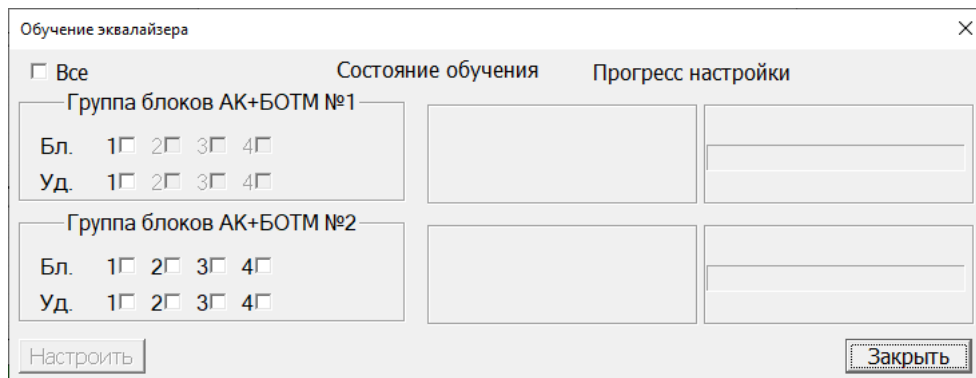 Обучение эквалайзера
Все Состояние обучения Прогресс настройки
Группа блоков АК+БОТМ №1
Бл. 1 2 3 4
Уд. 1 2 3 4
Группа блоков АК+БОТМ №2
Бл. 1 2 3 4
Уд. 1 2 3 4
Настроить Закрыть